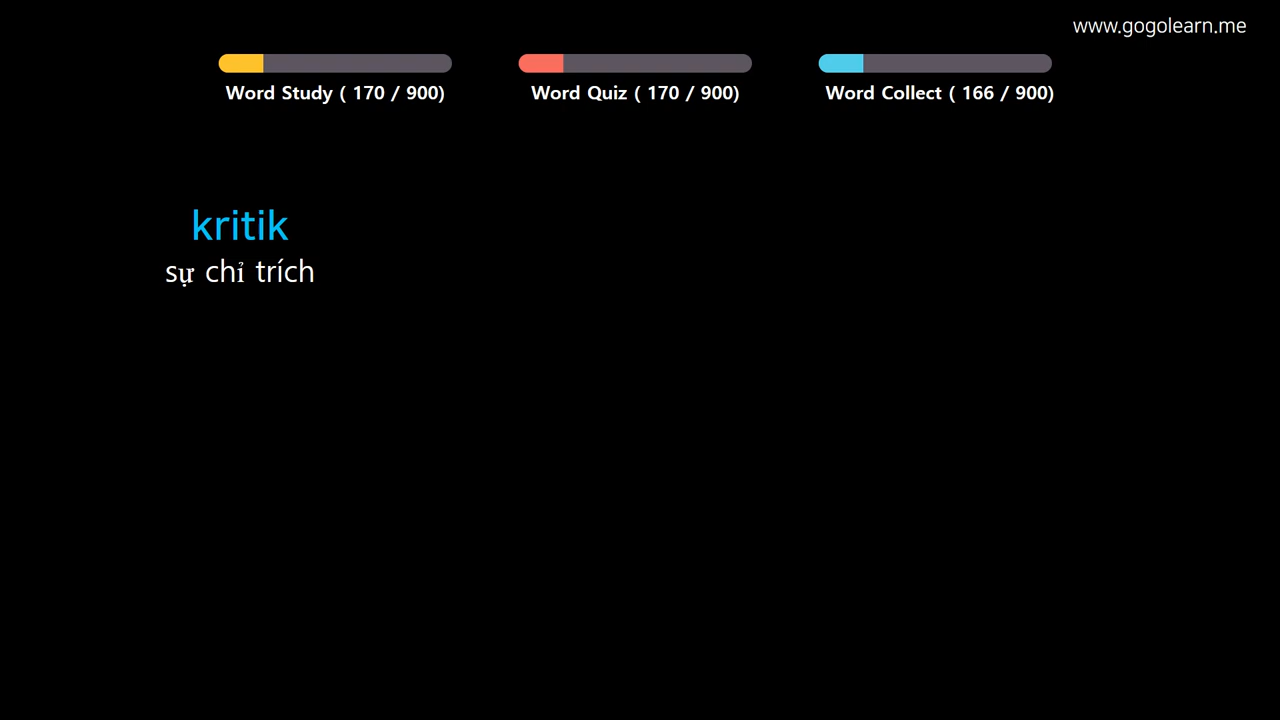 www.gogolearn.me
Word Study ( 170 / 900)
Word Quiz ( 170 / 900)
Word Collect ( 166 / 900)
kritik
sự chỉ trích